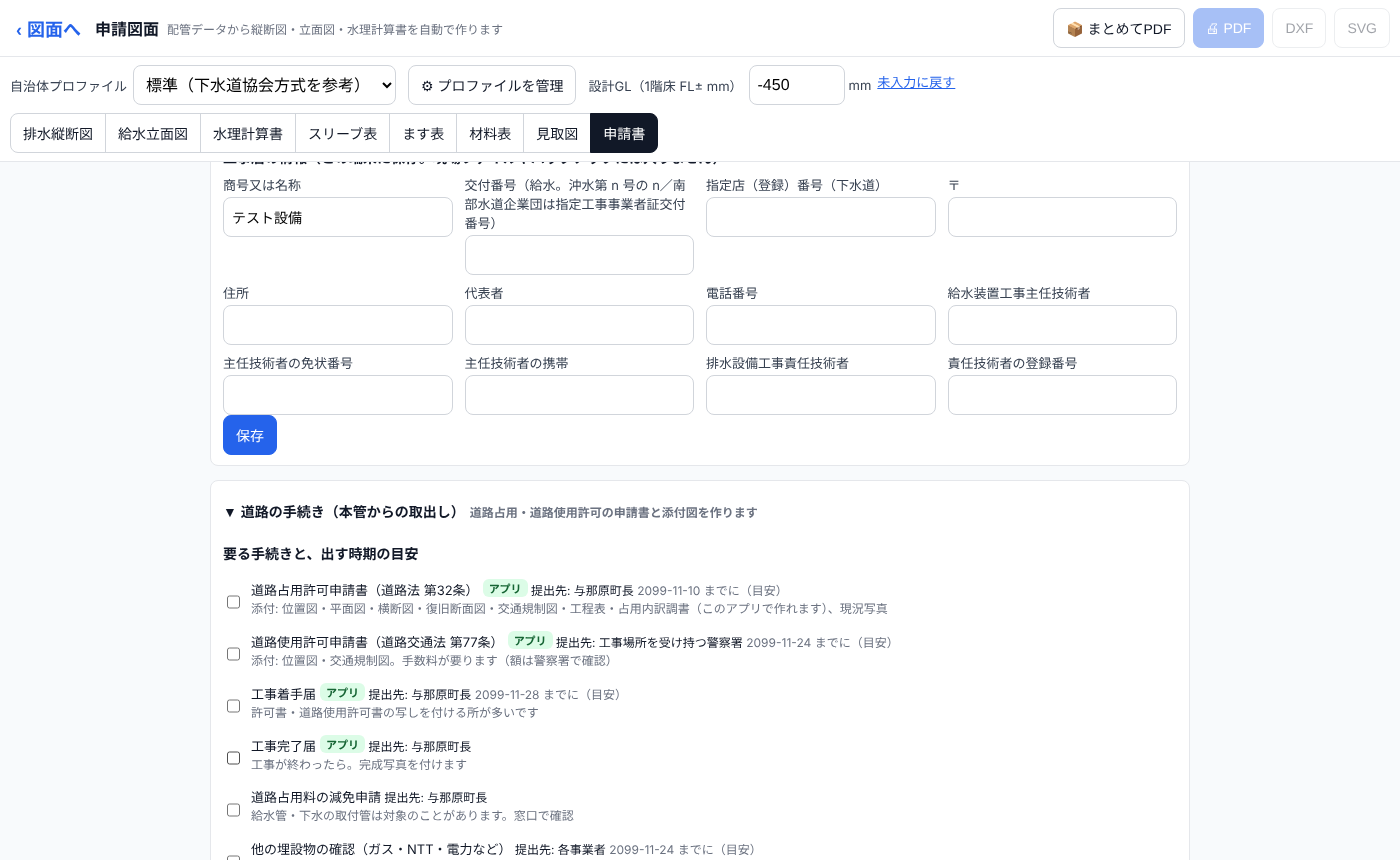 ‹ 図面へ 申請図面 配管データから縦断図・立面図・水理計算書を自動で作ります
📦 まとめてPDF 🖨 PDF DXF SVG
自治体プロファイル 標準（下水道協会方式を参考） ⚙ プロファイルを管理 設計GL（1階床 FL± mm） -450 mm 未入力に戻す
排水縦断図 給水立面図 水理計算書 スリーブ表 ます表 材料表 見取図 申請書
商号又は名称
テスト設備
交付番号（給水。沖水第 n 号の n／南
部水道企業団は指定工事事業者証交付
番号）
指定店（登録）番号（下水道）
〒
住所 代表者 電話番号 給水装置工事主任技術者
主任技術者の免状番号 主任技術者の携帯 排水設備工事責任技術者 責任技術者の登録番号
保存
▼ 道路の手続き（本管からの取出し） 道路占用・道路使用許可の申請書と添付図を作ります
要る手続きと、出す時期の目安
道路占用許可申請書（道路法 第32条） アプリ 提出先: 与那原町長 2099-11-10 までに（目安）
添付: 位置図・平面図・横断図・復旧断面図・交通規制図・工程表・占用内訳調書（このアプリで作れます）、現況写真
道路使用許可申請書（道路交通法 第77条） アプリ 提出先: 工事場所を受け持つ警察署 2099-11-24 までに（目安）
添付: 位置図・交通規制図。手数料が要ります（額は警察署で確認）
工事着手届 アプリ 提出先: 与那原町長 2099-11-28 までに（目安）
許可書・道路使用許可書の写しを付ける所が多いです
工事完了届 アプリ 提出先: 与那原町長
工事が終わったら。完成写真を付けます
道路占用料の減免申請 提出先: 与那原町長
給水管・下水の取付管は対象のことがあります。窓口で確認
他の埋設物の確認（ガス・NTT・電力など） 提出先: 各事業者 2099-11-24 までに（目安）